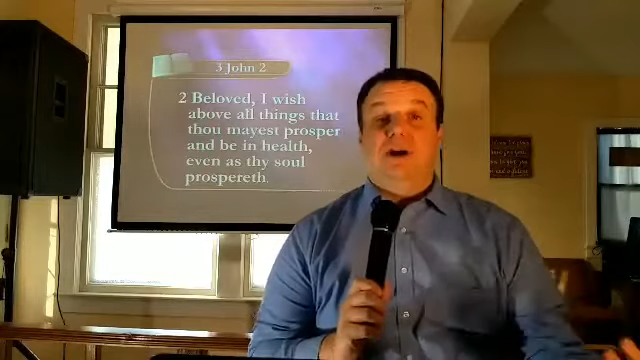 3 John 2
2 Beloved, I wish
above all things that
thou mayest prosper
and be in health,
even as thy soul
prospereth.